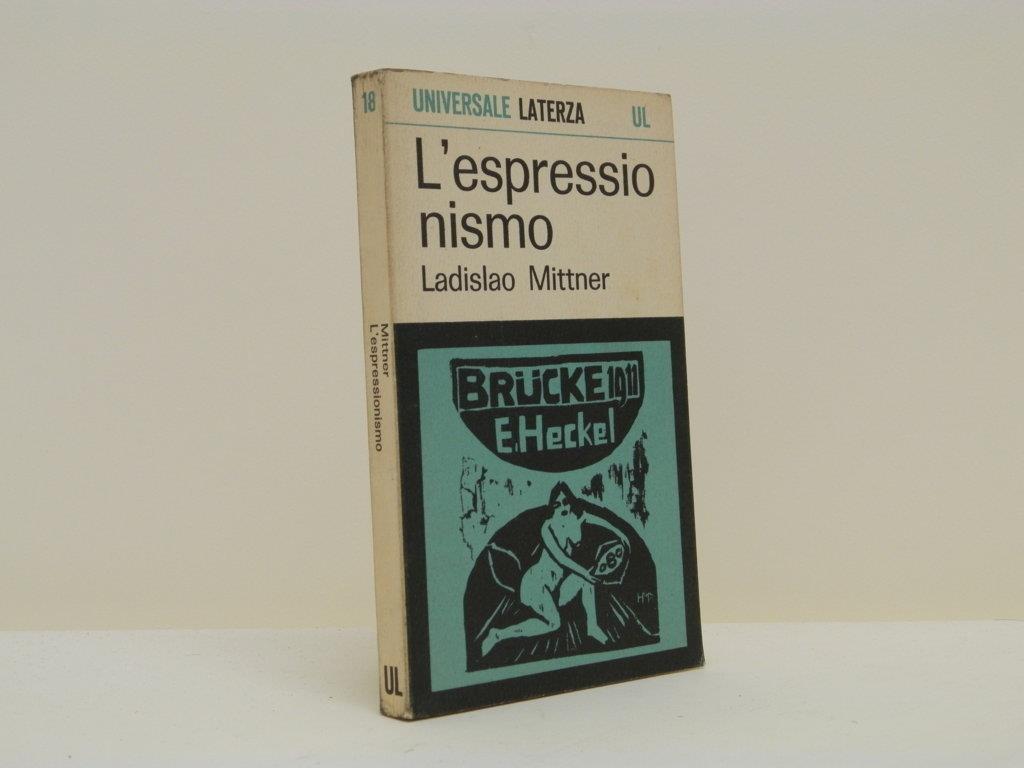 18
UNIVERSALE LATERZA UL
L'espressio
nismo
Ladislao Mittner
BRÜCKE 1911
E.Heckel
Mittner
L'espressionismo
UL